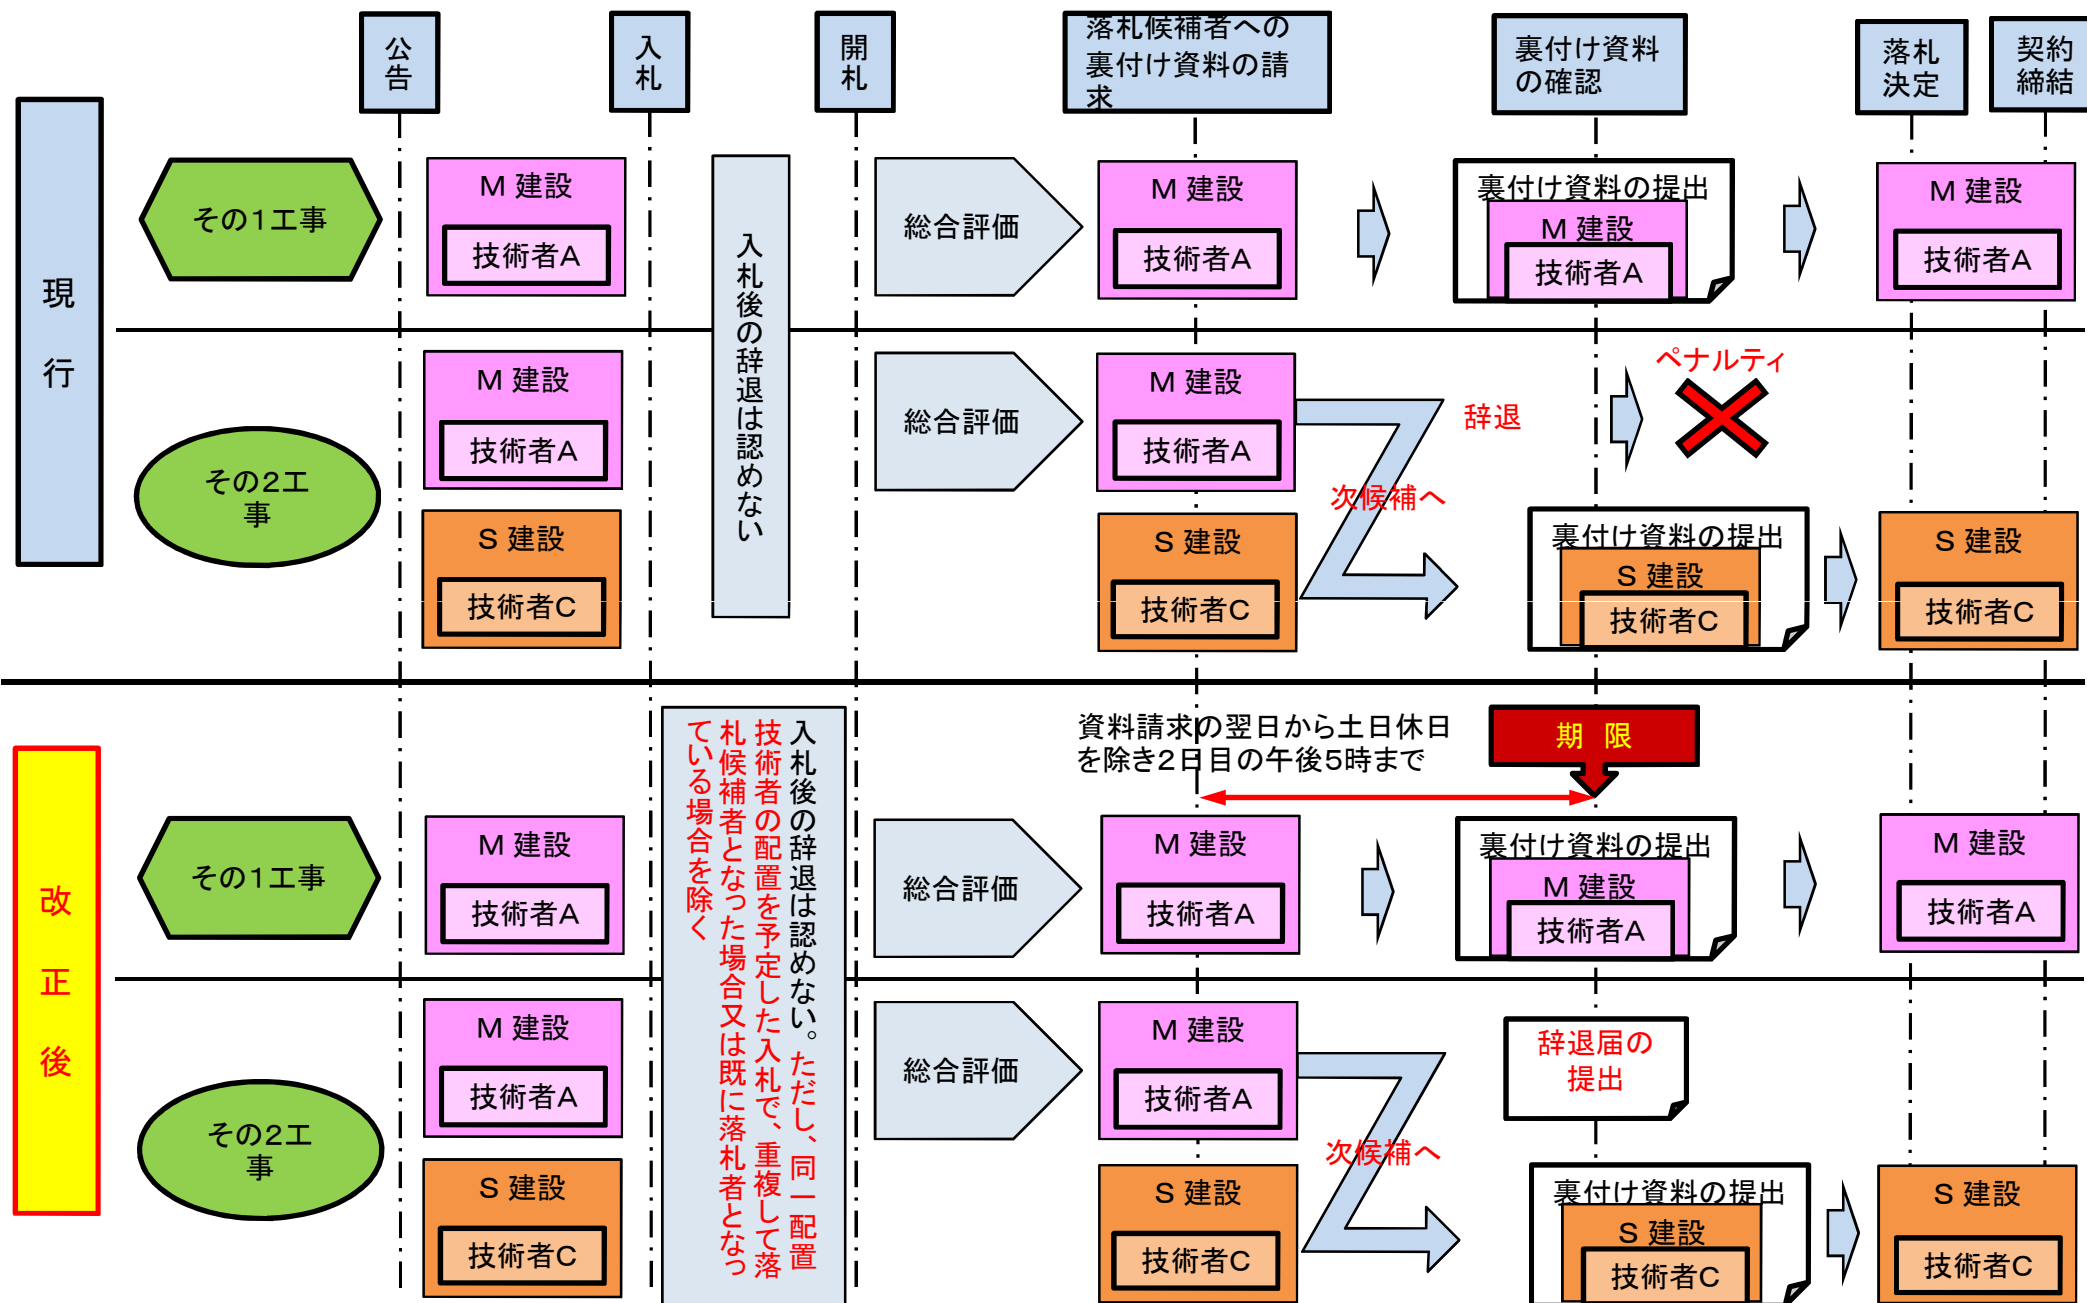 公
告
入
札
開
札
落札候補者への
裏付け資料の請
求
裏付け資料
の確認
落札
決定
契約
締結
現
行
その1工事
M 建設
技術者A
入札後の辞退は認めない
総合評価
M 建設
技術者A
裏付け資料の提出
M 建設
技術者A
M 建設
技術者A
その2工
事
M 建設
技術者A
S 建設
技術者C
総合評価
M 建設
技術者A
辞退
ペナルティ
次候補へ
S 建設
技術者C
裏付け資料の提出
S 建設
技術者C
S 建設
技術者C
改
正
後
入札後の辞退は認めない。ただし、同一配置
技術者の配置を予定した入札で、重複して落
札候補者となった場合又は既に落札者となっ
ている場合を除く
資料請求の翌日から土日休日
を除き2日目の午後5時まで
期 限
その1工事
M 建設
技術者A
総合評価
M 建設
技術者A
裏付け資料の提出
M 建設
技術者A
M 建設
技術者A
その2工
事
M 建設
技術者A
S 建設
技術者C
総合評価
M 建設
技術者A
次候補へ
辞退届の
提出
S 建設
技術者C
裏付け資料の提出
S 建設
技術者C
S 建設
技術者C